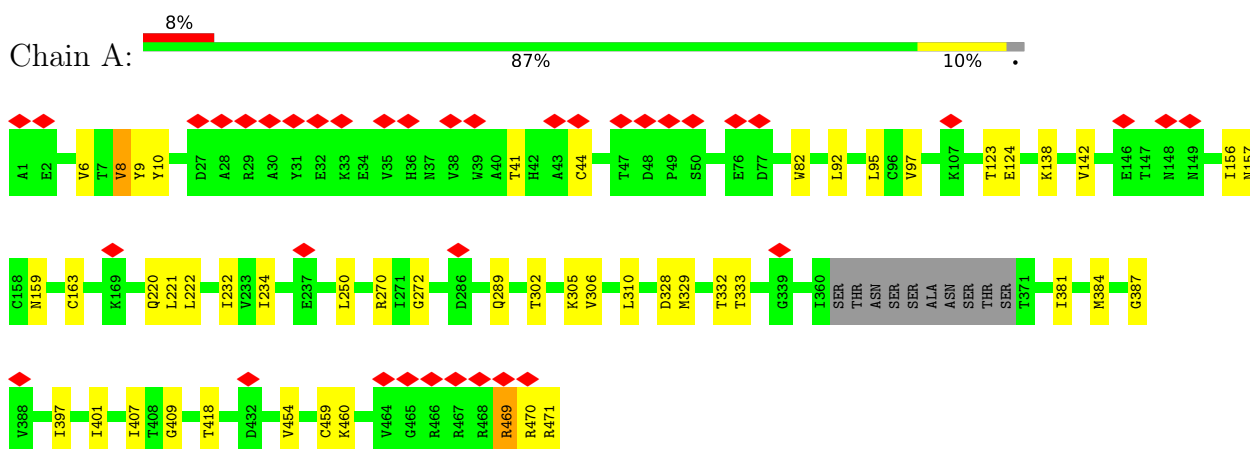 8%
Chain A:
87% 10% •
A1 E2 V6 T7 V8 Y9 Y10 D27 A28 R29 A30 Y31 E32 K33 E34 V35 H36 N37 V38 W39 A40 T41 H42 A43 C44 T47 D48 P49 S50 E76 D77 W82 L92 L95 C96 V97 K107 T123 E124 K138 V142 E146 T147 N148 N149 I156 N157
C158 N159 C163 K169 Q220 L221 L222 I232 V233 I234 E237 L250 R270 I271 G272 D286 Q289 T302 K305 V306 L310 D328 M329 T332 T333 G339 I360 SER THR ASN SER SER ALA ASN SER THR SER T371 I381 M384 G387
V388 I397 I401 I407 T408 G409 T418 D432 V454 C459 K460 V464 G465 R466 R467 R468 R469 R470 R471